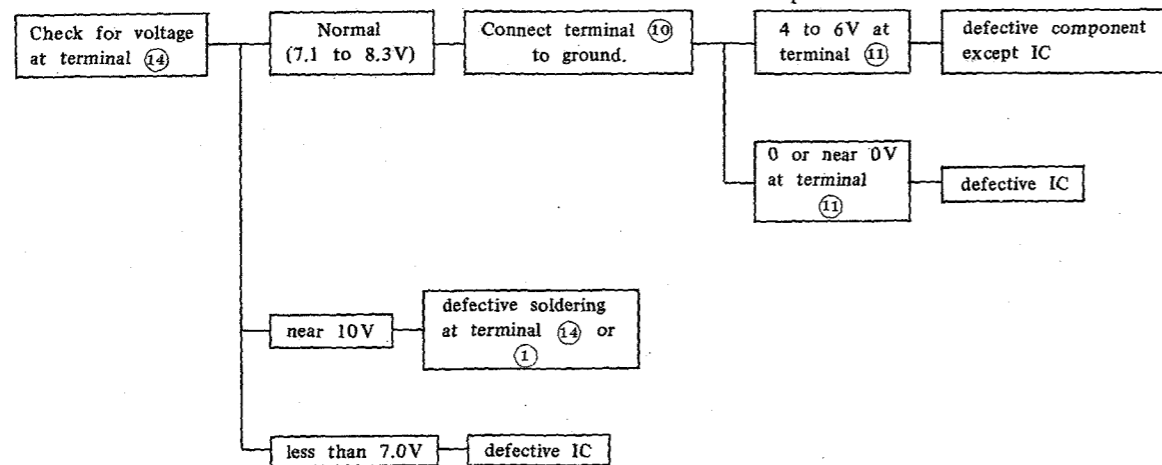 Check for voltage
at terminal ⑭
Normal
(7.1 to 8.3V)
Connect terminal ⑩
to ground.
4 to 6V at
terminal ⑪
defective component
except IC
0 or near 0V
at terminal
⑪
defective IC
near 10V
defective soldering
at terminal ⑭ or
①
less than 7.0V
defective IC